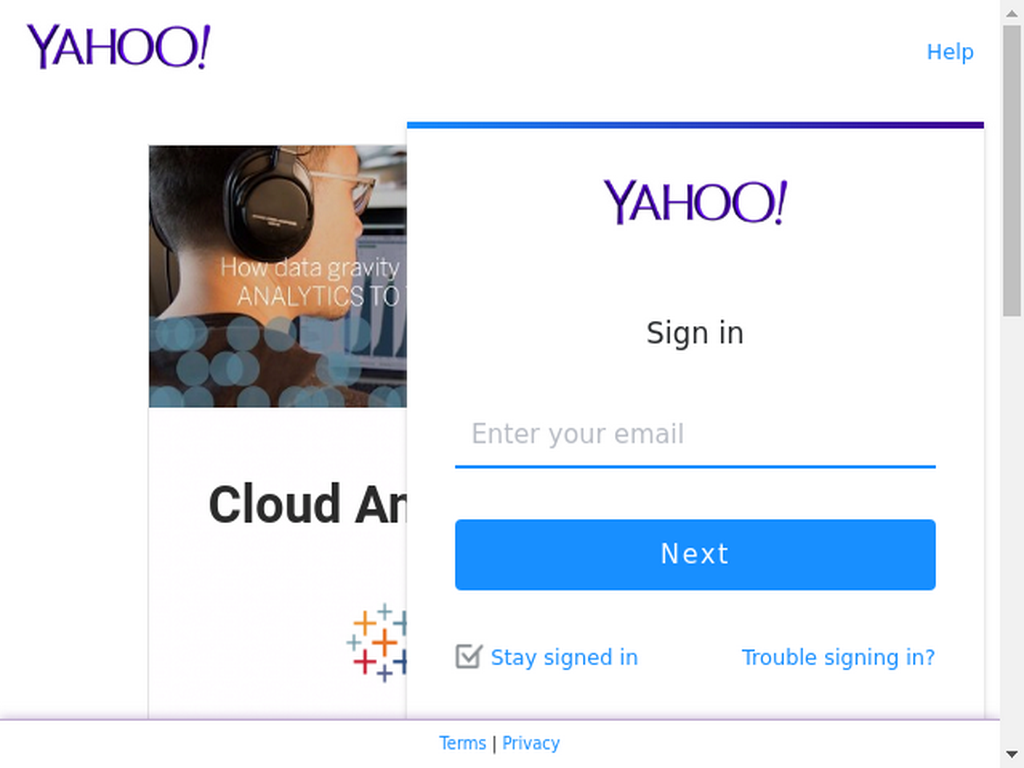 YAHOO!
Help
YAHOO!
How data gravity
ANALYTICS TO
Sign in
Enter your email
Cloud An
Next
Stay signed in
Trouble signing in?
Terms | Privacy